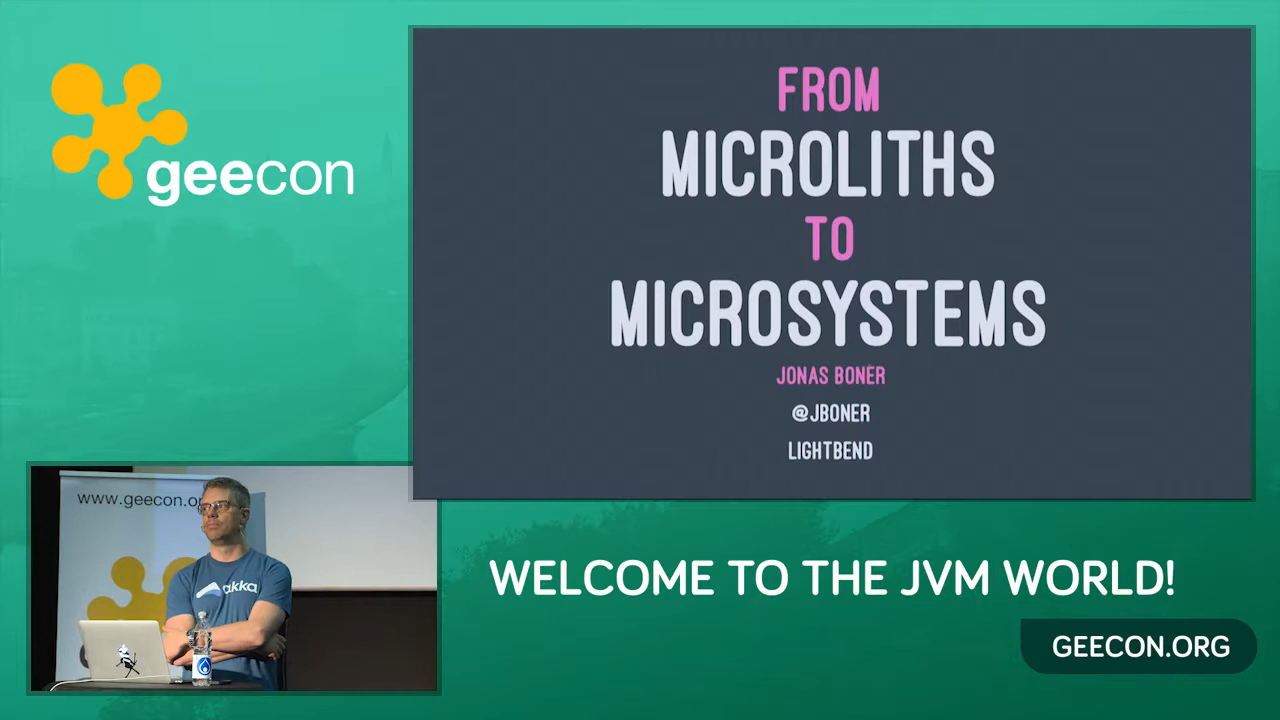 geecon
FROM
MICROLITHS
TO
MICROSYSTEMS
JONAS BONER
@JBONER
LIGHTBEND
www.geecon.or
akka
WELCOME TO THE JVM WORLD!
GEECON.ORG